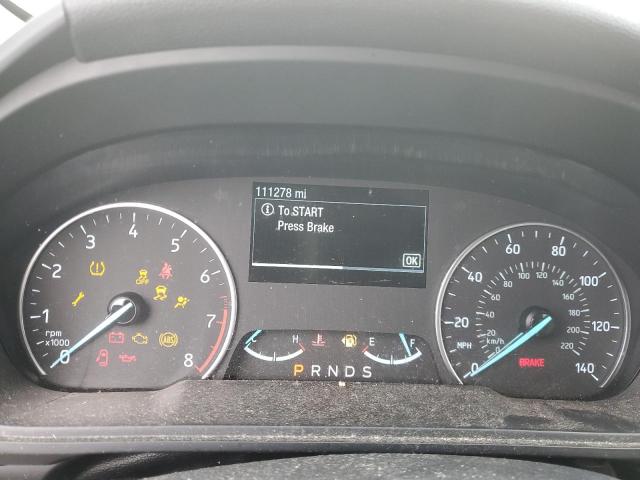 111278 mi
To START
Press Brake
OK
0 1 2 3 4 5 6 7 8
rpm
x1000
ABS
C H E F
P R N D S
0 20 40 60 80 100 120 140
0 20 40 60 80 100 120 140 160 180 200 220
MPH
km/h
BRAKE